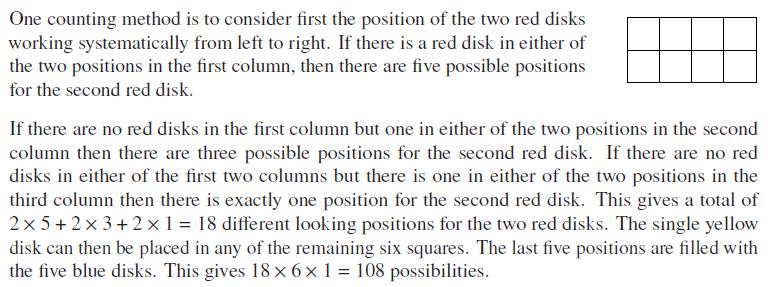 One counting method is to consider first the position of the two red disks
working systematically from left to right. If there is a red disk in either of
the two positions in the first column, then there are five possible positions
for the second red disk.
If there are no red disks in the first column but one in either of the two positions in the second
column then there are three possible positions for the second red disk. If there are no red
disks in either of the first two columns but there is one in either of the two positions in the
third column then there is exactly one position for the second red disk. This gives a total of
2 × 5 + 2 × 3 + 2 × 1 = 18 different looking positions for the two red disks. The single yellow
disk can then be placed in any of the remaining six squares. The last five positions are filled with
the five blue disks. This gives 18 × 6 × 1 = 108 possibilities.